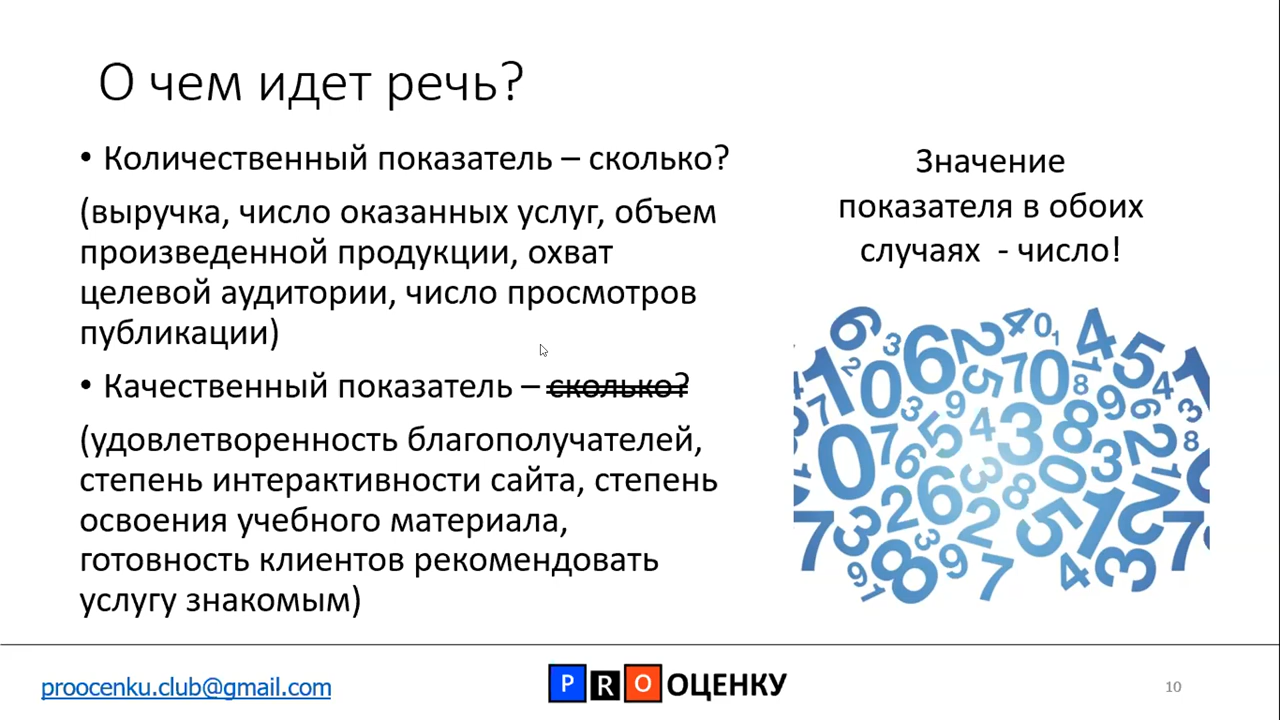 О чем идет речь?
• Количественный показатель – сколько?
(выручка, число оказанных услуг, объем
произведенной продукции, охват
целевой аудитории, число просмотров
публикации)
• Качественный показатель – сколько?
(удовлетворенность благополучателей,
степень интерактивности сайта, степень
освоения учебного материала,
готовность клиентов рекомендовать
услугу знакомым)
Значение
показателя в обоих
случаях - число!
proocenku.club@gmail.com
PRO ОЦЕНКУ
10